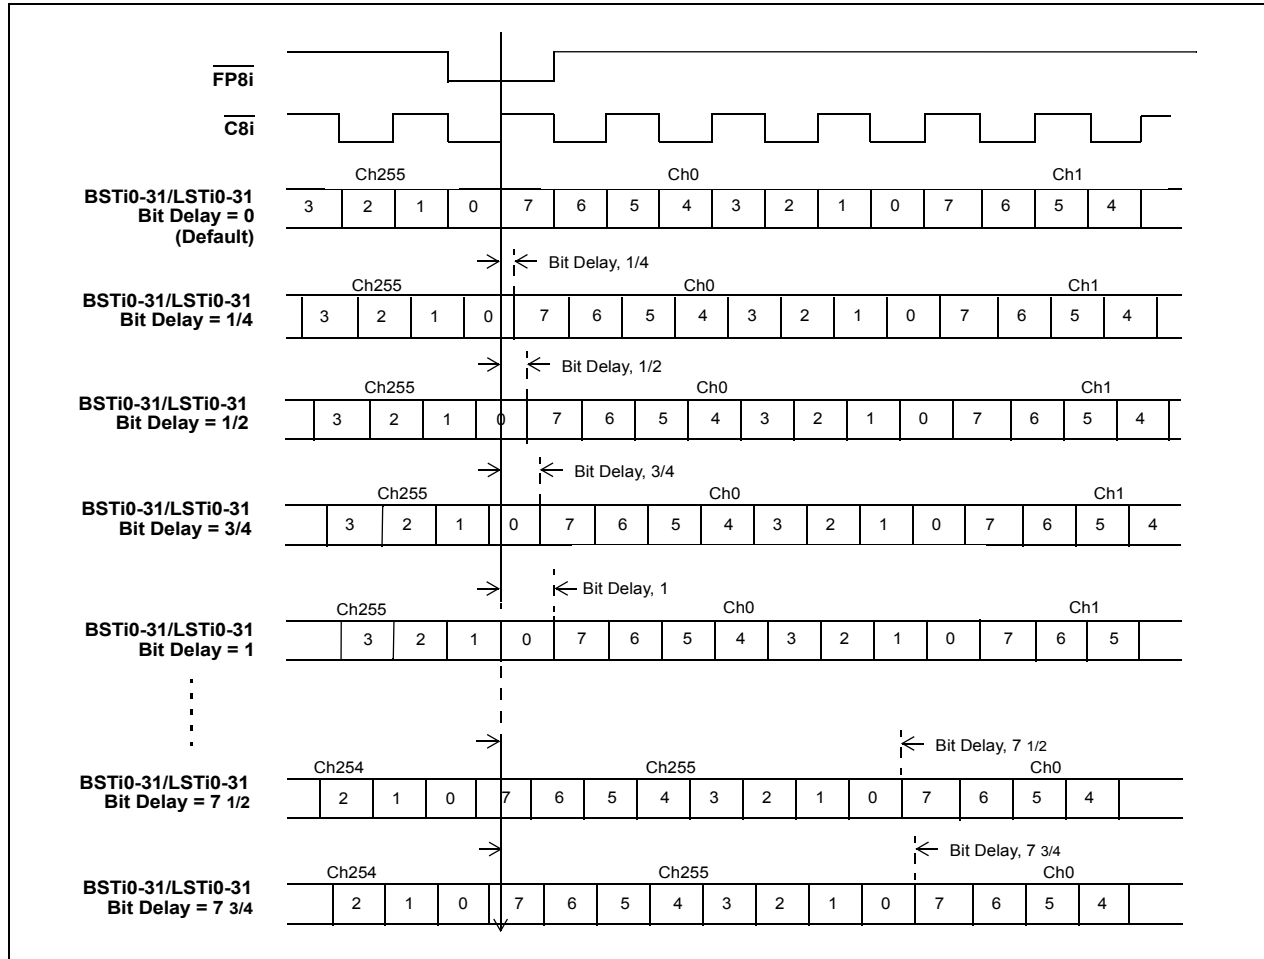 FP8i
C8i
Ch255 Ch0 Ch1
BSTi0-31/LSTi0-31
Bit Delay = 0
(Default)
3 2 1 0 7 6 5 4 3 2 1 0 7 6 5 4
Bit Delay, 1/4
Ch255 Ch0 Ch1
BSTi0-31/LSTi0-31
Bit Delay = 1/4
3 2 1 0 7 6 5 4 3 2 1 0 7 6 5 4
Bit Delay, 1/2
Ch255 Ch0 Ch1
BSTi0-31/LSTi0-31
Bit Delay = 1/2
3 2 1 0 7 6 5 4 3 2 1 0 7 6 5 4
Bit Delay, 3/4
Ch255 Ch0 Ch1
BSTi0-31/LSTi0-31
Bit Delay = 3/4
3 2 1 0 7 6 5 4 3 2 1 0 7 6 5 4
Bit Delay, 1
Ch255 Ch0 Ch1
BSTi0-31/LSTi0-31
Bit Delay = 1
3 2 1 0 7 6 5 4 3 2 1 0 7 6 5
Bit Delay, 7 1/2
Ch254 Ch255 Ch0
BSTi0-31/LSTi0-31
Bit Delay = 7 1/2
2 1 0 7 6 5 4 3 2 1 0 7 6 5 4
Bit Delay, 7 3/4
Ch254 Ch255 Ch0
BSTi0-31/LSTi0-31
Bit Delay = 7 3/4
2 1 0 7 6 5 4 3 2 1 0 7 6 5 4